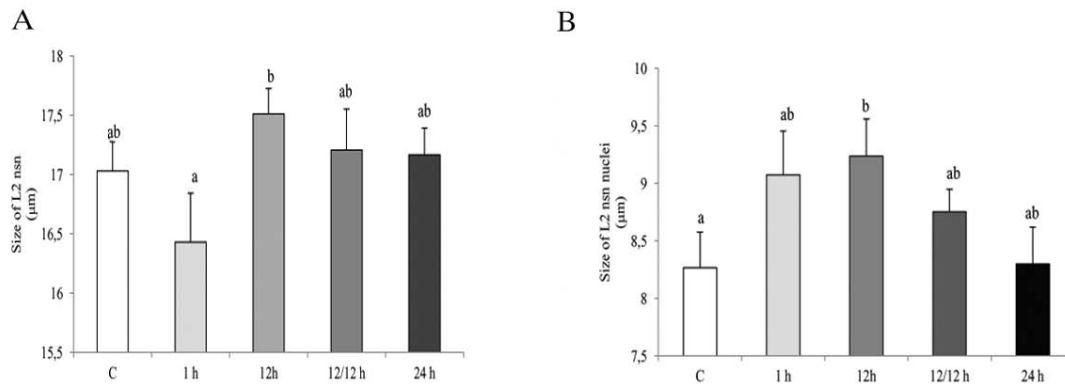 A
Size of L2 nsn
(μm)
18
17,5
17
16,5
16
15,5
ab
a
b
ab
ab
C
1 h
12h
12/12 h
24 h
B
Size of L2 nsn nuclei
(μm)
10
9,5
9
8,5
8
7,5
a
ab
b
ab
ab
C
1 h
12h
12/12 h
24 h